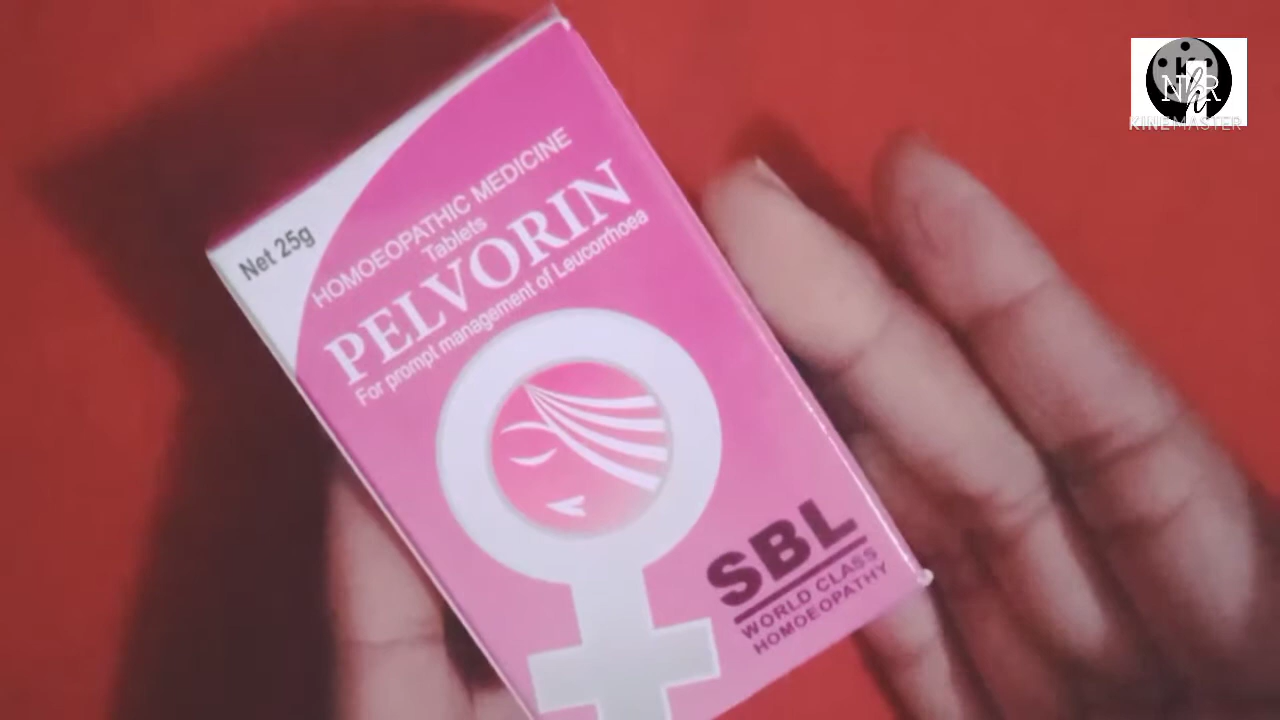 Net 25g
HOMOEOPATHIC MEDICINE
Tablets
PELVORIN
For prompt management of Leucorrhoea
SBL
WORLD CLASS
HOMOEOPATHY
KINEMASTER